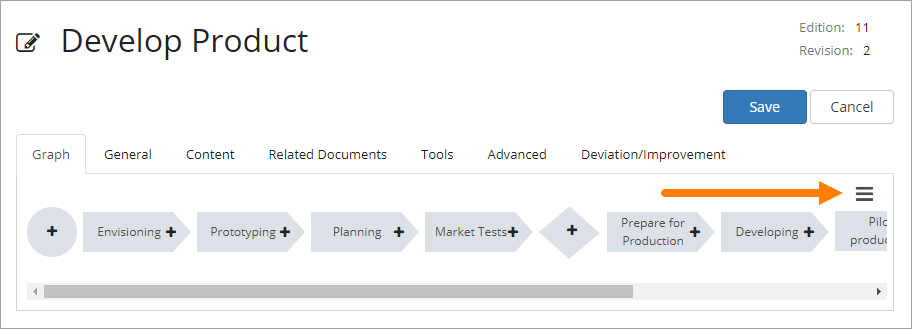 Develop Product
Edition: 11
Revision: 2
Save Cancel
Graph General Content Related Documents Tools Advanced Deviation/Improvement
Envisioning Prototyping Planning Market Tests Prepare for Production Developing